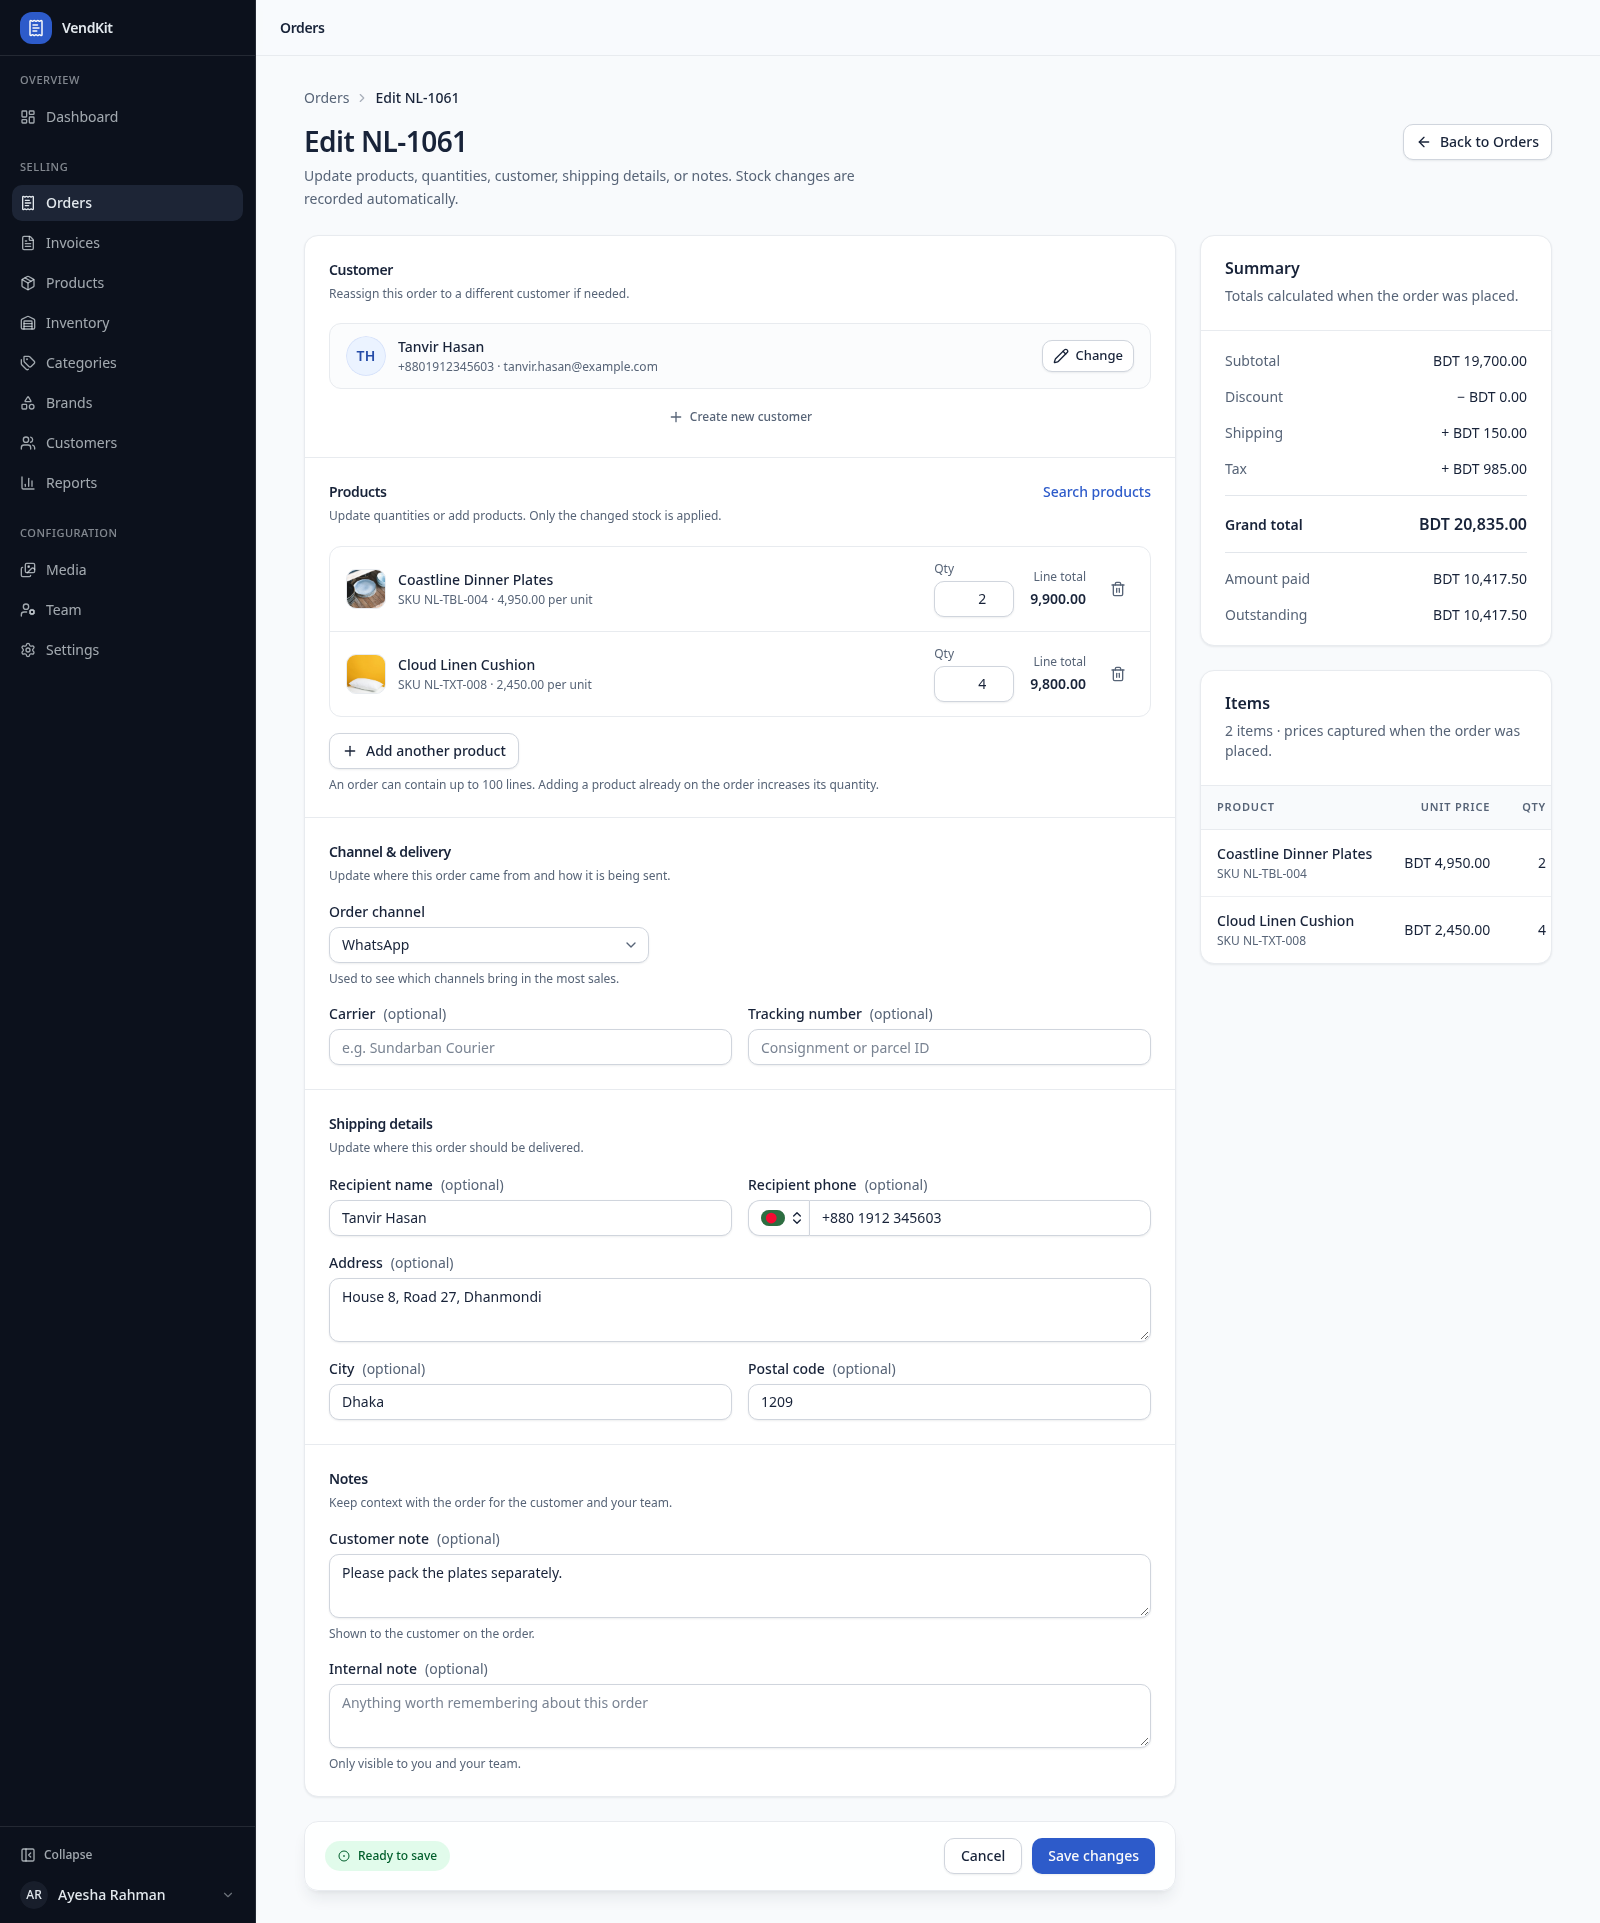 VendKit
OVERVIEW
Dashboard
SELLING
Orders
Invoices
Products
Inventory
Categories
Brands
Customers
Reports
CONFIGURATION
Media
Team
Settings
Collapse
AR
Ayesha Rahman
Orders
Orders
Edit NL-1061
Edit NL-1061
Update products, quantities, customer, shipping details, or notes. Stock changes are
recorded automatically.
Back to Orders
Customer
Reassign this order to a different customer if needed.
TH
Tanvir Hasan
+8801912345603 · tanvir.hasan@example.com
Change
Create new customer
Products
Search products
Update quantities or add products. Only the changed stock is applied.
Coastline Dinner Plates
SKU NL-TBL-004 · 4,950.00 per unit
Qty
2
Line total
9,900.00
Cloud Linen Cushion
SKU NL-TXT-008 · 2,450.00 per unit
Qty
4
Line total
9,800.00
Add another product
An order can contain up to 100 lines. Adding a product already on the order increases its quantity.
Channel & delivery
Update where this order came from and how it is being sent.
Order channel
WhatsApp
Used to see which channels bring in the most sales.
Carrier (optional)
e.g. Sundarban Courier
Tracking number (optional)
Consignment or parcel ID
Shipping details
Update where this order should be delivered.
Recipient name (optional)
Tanvir Hasan
Recipient phone (optional)
+880 1912 345603
Address (optional)
House 8, Road 27, Dhanmondi
City (optional)
Dhaka
Postal code (optional)
1209
Notes
Keep context with the order for the customer and your team.
Customer note (optional)
Please pack the plates separately.
Shown to the customer on the order.
Internal note (optional)
Anything worth remembering about this order
Only visible to you and your team.
Ready to save
Cancel
Save changes
Summary
Totals calculated when the order was placed.
Subtotal BDT 19,700.00
Discount − BDT 0.00
Shipping + BDT 150.00
Tax + BDT 985.00
Grand total BDT 20,835.00
Amount paid BDT 10,417.50
Outstanding BDT 10,417.50
Items
2 items · prices captured when the order was
placed.
PRODUCT UNIT PRICE QTY
Coastline Dinner Plates
SKU NL-TBL-004
BDT 4,950.00 2
Cloud Linen Cushion
SKU NL-TXT-008
BDT 2,450.00 4